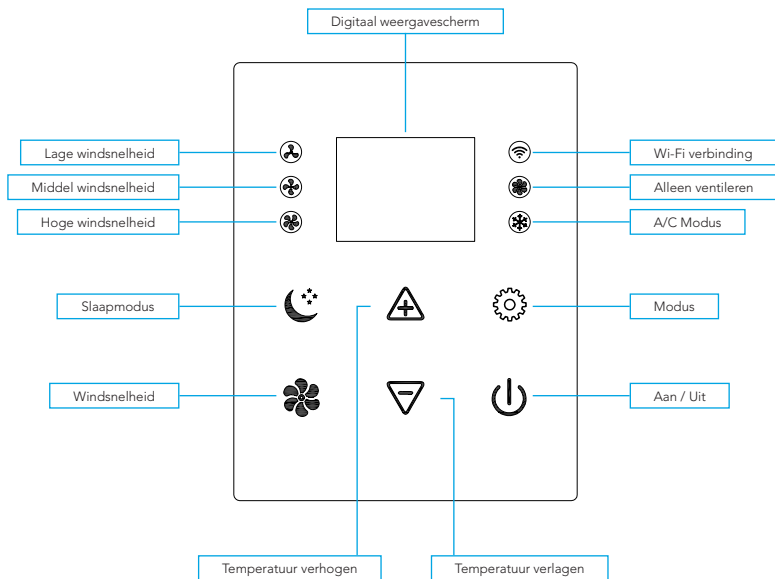 Digitaal weergavescherm
Lage windsnelheid
Wi-Fi verbinding
Middel windsnelheid
Alleen ventileren
Hoge windsnelheid
A/C Modus
Slaapmodus
Modus
Windsnelheid
Aan / Uit
Temperatuur verhogen
Temperatuur verlagen